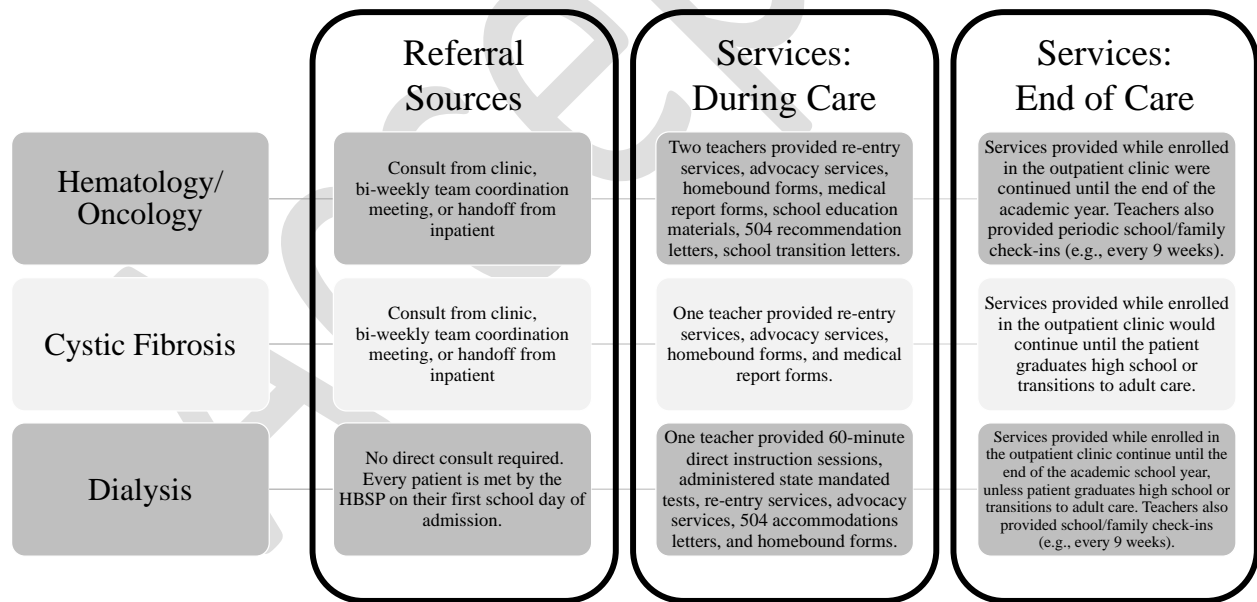 Referral
Sources
Services:
During Care
Services:
End of Care
Hematology/
Oncology
Consult from clinic,
bi-weekly team coordination
meeting, or handoff from
inpatient
Two teachers provided re-entry
services, advocacy services,
homebound forms, medical
report forms, school education
materials, 504 recommendation
letters, school transition letters.
Services provided while enrolled
in the outpatient clinic were
continued until the end of the
academic year. Teachers also
provided periodic school/family
check-ins (e.g., every 9 weeks).
Cystic Fibrosis
Consult from clinic,
bi-weekly team coordination
meeting, or handoff from
inpatient
One teacher provided re-entry
services, advocacy services,
homebound forms, and medical
report forms.
Services provided while enrolled
in the outpatient clinic would
continue until the patient
graduates high school or
transitions to adult care.
Dialysis
No direct consult required.
Every patient is met by the
HBSP on their first school day of
admission.
One teacher provided 60-minute
direct instruction sessions,
administered state mandated
tests, re-entry services, advocacy
services, 504 accommodations
letters, and homebound forms.
Services provided while enrolled in
the outpatient clinic continue until the
end of the academic school year,
unless patient graduates high school or
transitions to adult care. Teachers also
provided school/family check-ins
(e.g., every 9 weeks).